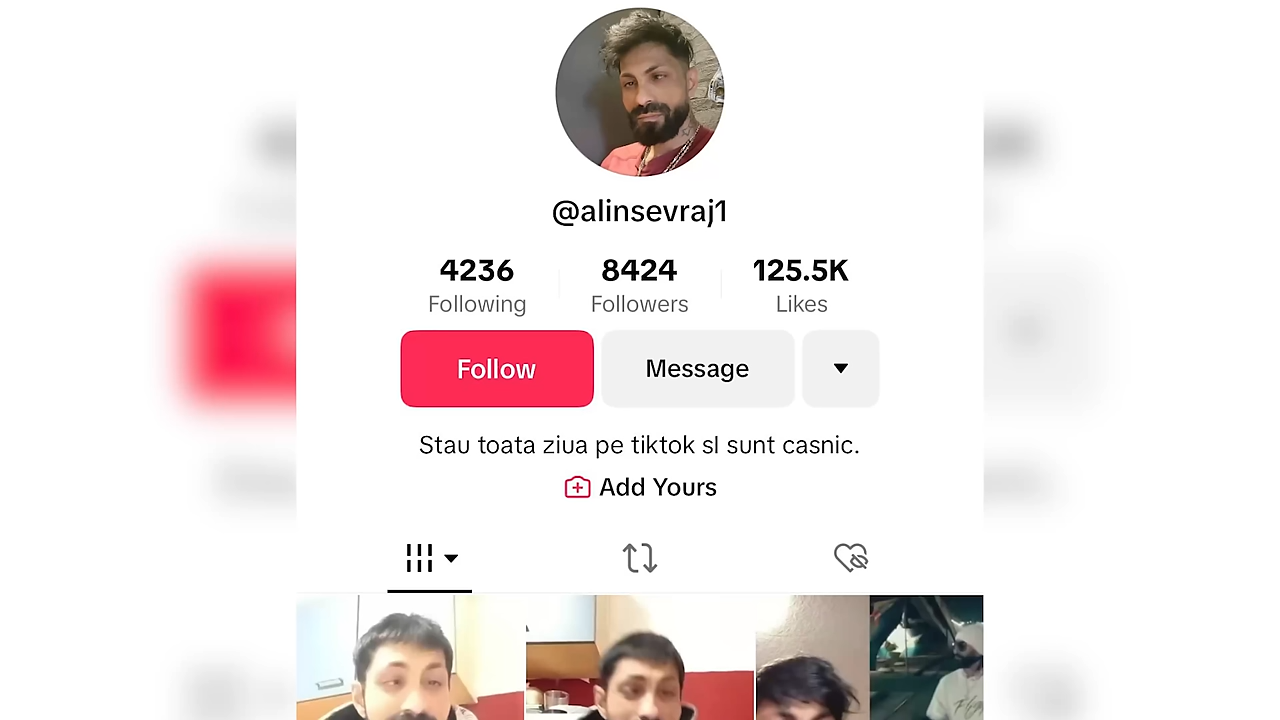 @alinsevraj1
4236 8424 125.5K
Following Followers Likes
Follow Message
Stau toata ziua pe tiktok sl sunt casnic.
Add Yours